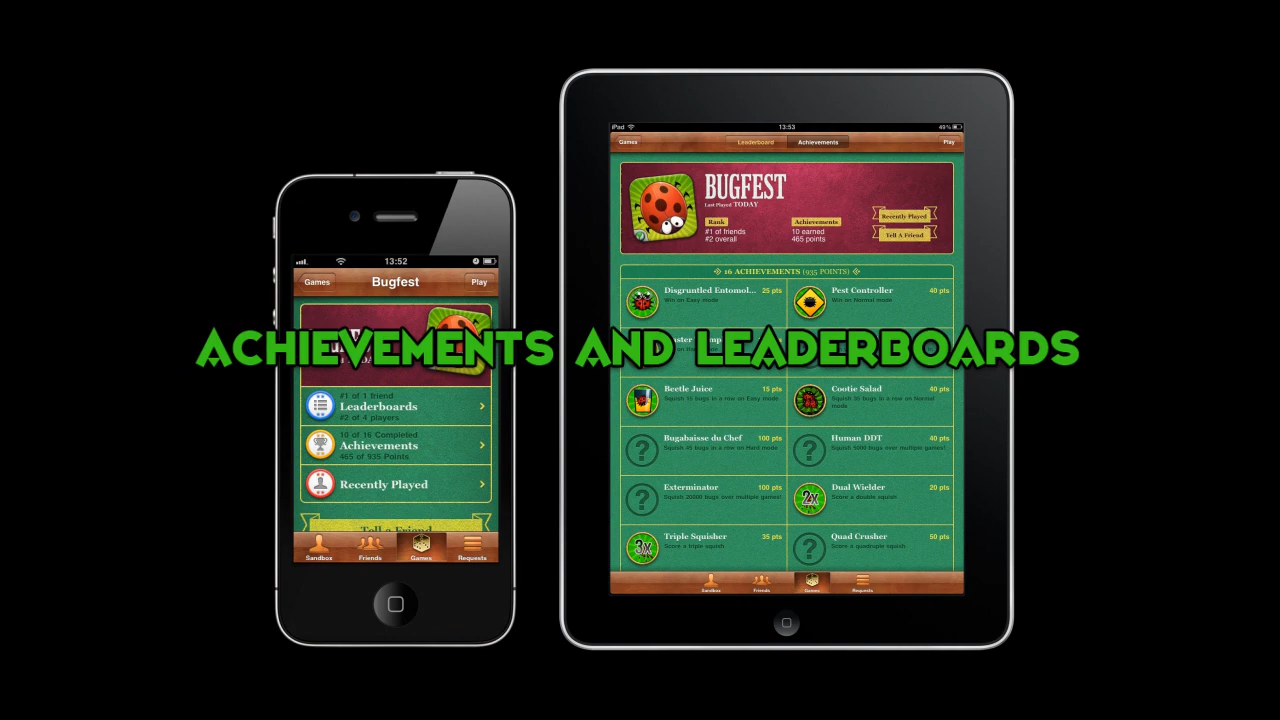 ACHIEVEMENTS AND LEADERBOARDS
13:52
Games
Bugfest
Play
#1 of 1 friend
Leaderboards
#2 of 4 players
10 of 16 Completed
Achievements
465 of 935 Points
Recently Played
Tell a Friend
Sandbox
Friends
Games
Requests
iPad
13:53
49%
Games
Leaderboard
Achievements
Play
BUGFEST
Last Played TODAY
Rank
#1 of friends
#2 overall
Achievements
10 earned
465 points
Recently Played
Tell A Friend
16 ACHIEVEMENTS (935 POINTS)
Disgruntled Entomol... 25 pts
Win on Easy mode
Pest Controller 40 pts
Win on Normal mode
Beetle Juice 15 pts
Squish 15 bugs in a row on Easy mode
Cootie Salad 40 pts
Squish 30 bugs in a row on Normal
mode
?
Bugabaisse du Chef 100 pts
Squish 45 bugs in a row on Hard mode
?
Human DDT 40 pts
Squish 5000 bugs over multiple games!
?
Exterminator 100 pts
Squish 20000 bugs over multiple games!
2x
Dual Wielder 20 pts
Score a double squish
3x
Triple Squisher 35 pts
Score a triple squish
?
Quad Crusher 50 pts
Score a quadruple squish
Sandbox
Friends
Games
Requests